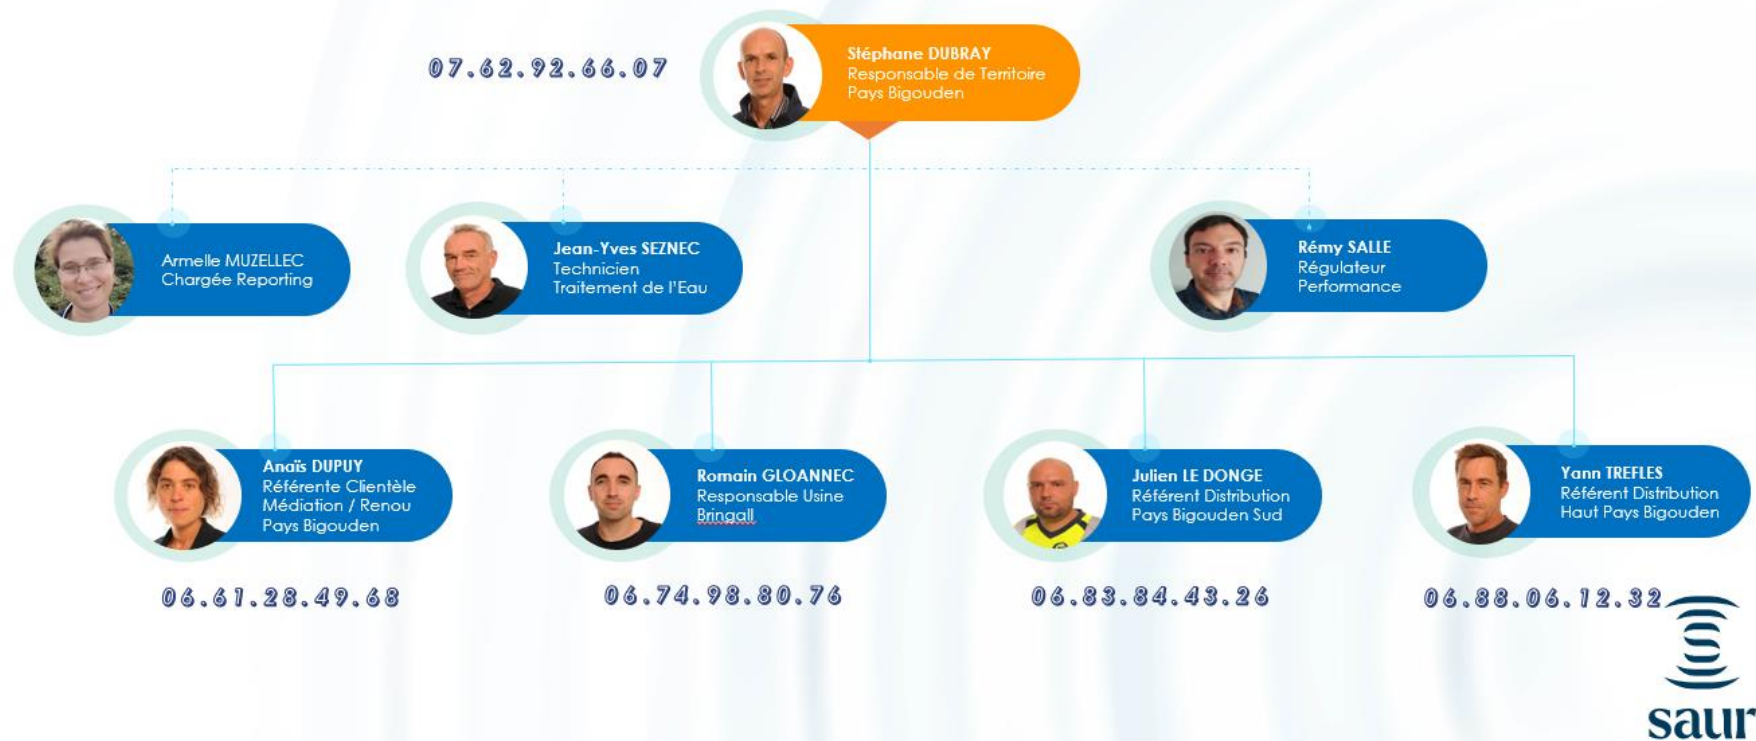 07.62.92.66.07
Stéphane DUBRAY
Responsable de Territoire
Pays Bigouden
Armelle MUZELLEC
Chargée Reporting
Jean-Yves SEZNEC
Technicien
Traitement de l'Eau
Rémy SALLE
Régulateur
Performance
Anaïs DUPUY
Référente Clientèle
Médiation / Renou
Pays Bigouden
Romain GLOANNEC
Responsable Usine
Bringall
Julien LE DONGE
Référent Distribution
Pays Bigouden Sud
Yann TREFLES
Référent Distribution
Haut Pays Bigouden
06.61.28.49.68
06.74.98.80.76
06.83.84.43.26
06.88.06.12.32
saur